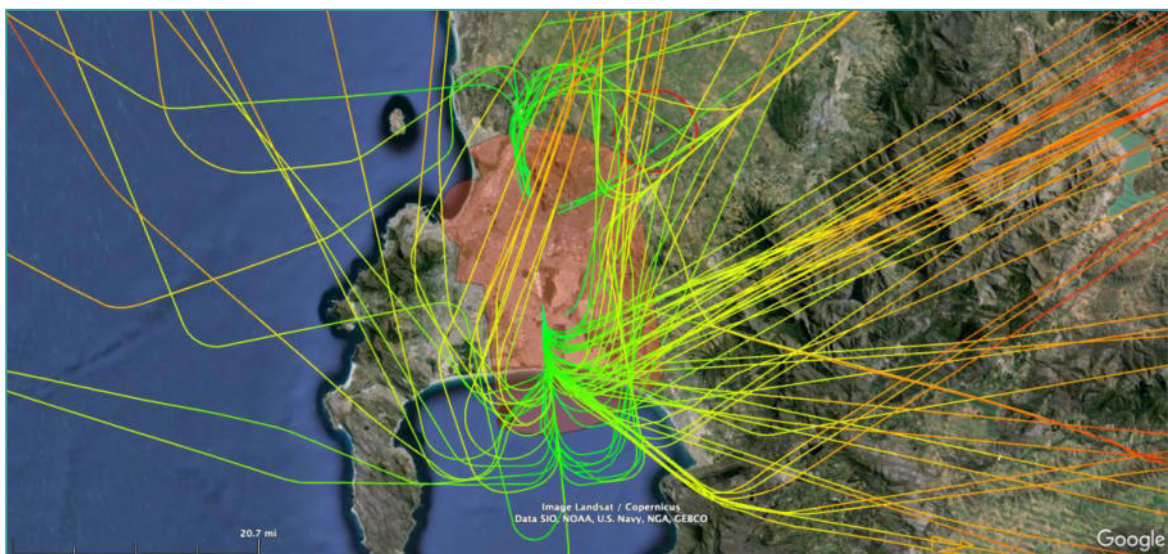 Image Landsat / Copernicus
Data SIO, NOAA, U.S. Navy, NGA, GEBCO
20.7 mi
Google